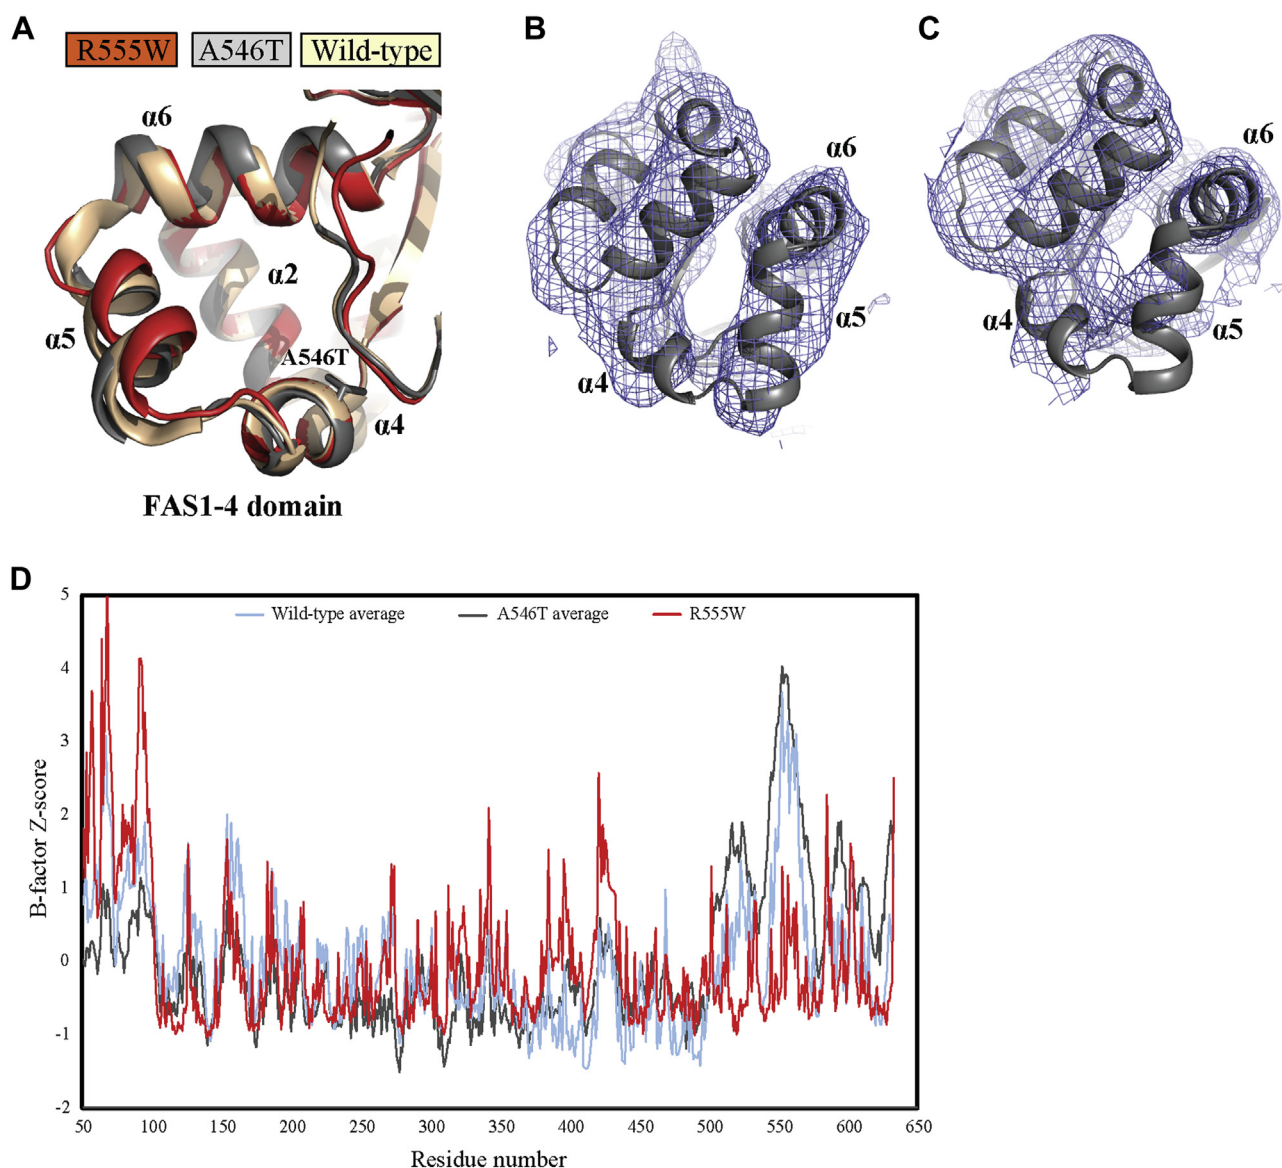 A
R555W A546T Wild-type
α6
α2
α5
A546T
α4
FAS1-4 domain
B
α6
α5
α4
C
α6
α4
α5
D
Wild-type average A546T average R555W
B-factor Z-score
5
4
3
2
1
0
-1
-2
50 100 150 200 250 300 350 400 450 500 550 600 650
Residue number